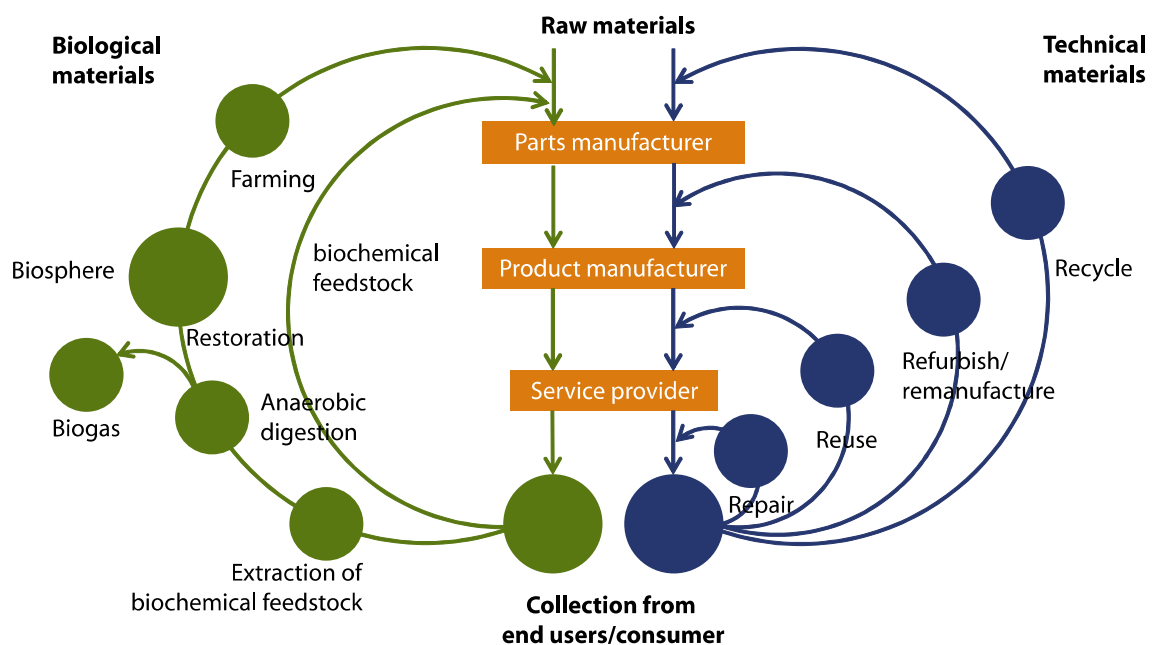 Raw materials
Biological
materials
Technical
materials
Parts manufacturer
Farming
biochemical
feedstock
Product manufacturer
Biosphere
Recycle
Restoration
Refurbish/
remanufacture
Service provider
Anaerobic
digestion
Biogas
Reuse
Repair
Extraction of
biochemical feedstock
Collection from
end users/consumer